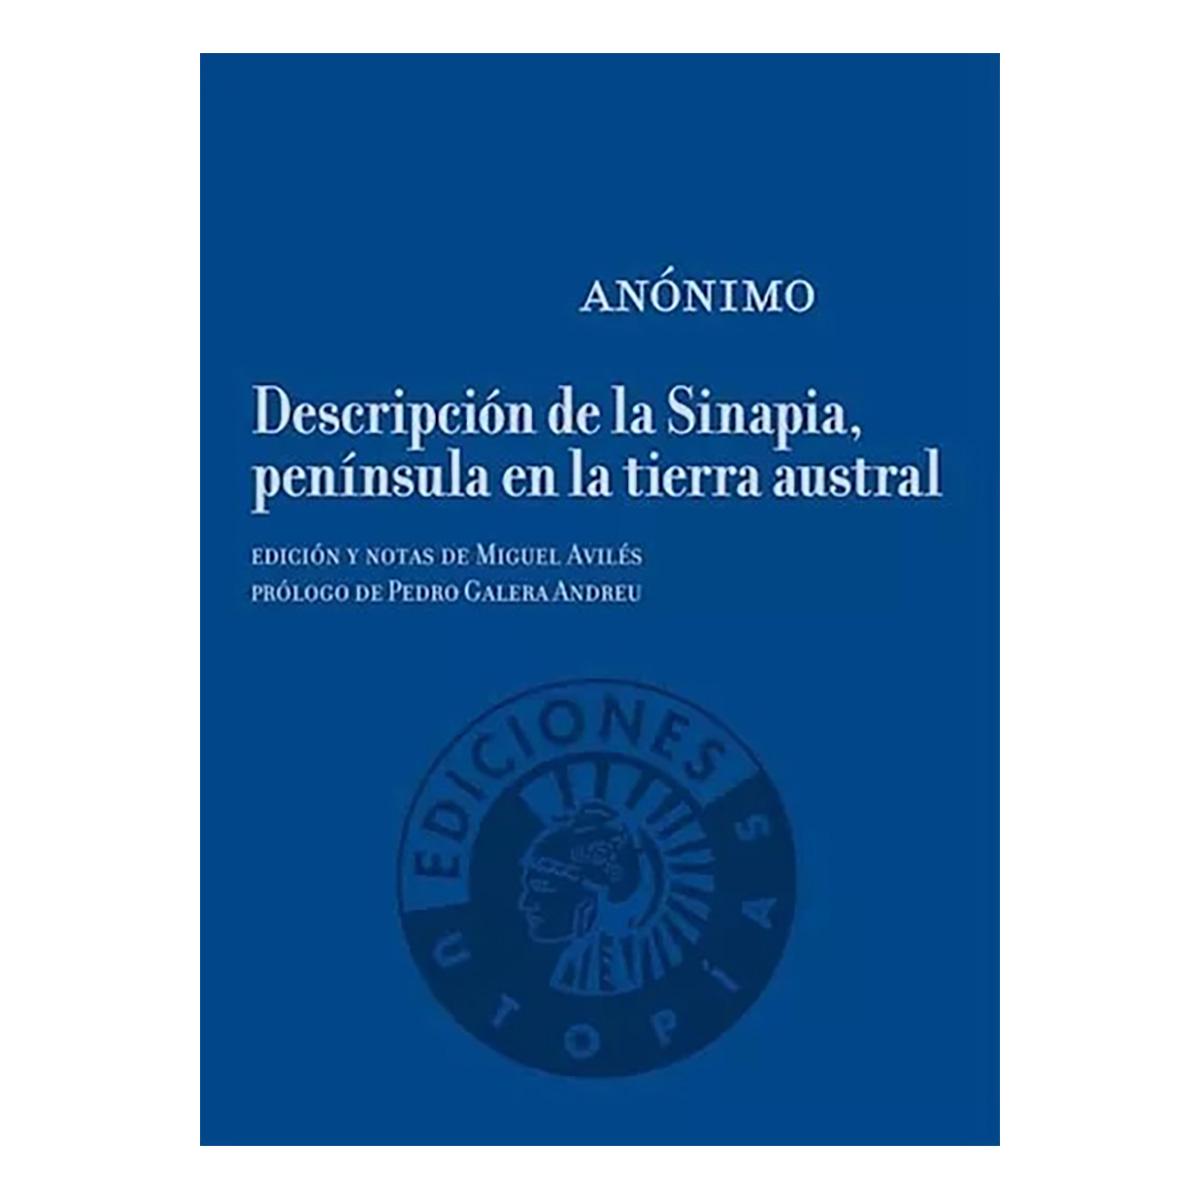 ANÓNIMO
Descripción de la Sinapia,
península en la tierra austral
EDICIÓN Y NOTAS DE MIGUEL AVILÉS
PRÓLOGO DE PEDRO GALERA ANDREU
EDICIONES
UTOPÍAS